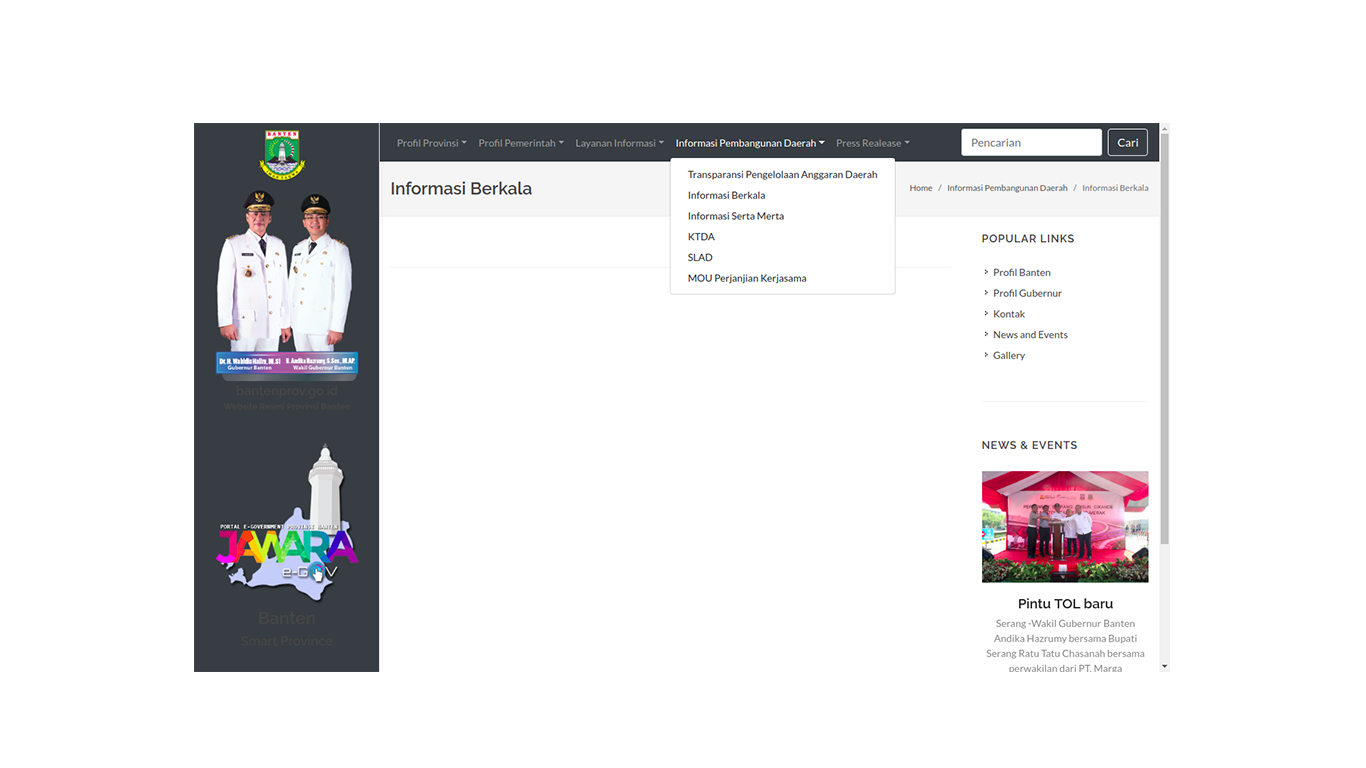 BANTEN
Profil Provinsi
Profil Pemerintah
Layanan Informasi
Informasi Pembangunan Daerah
Press Realease
Pencarian
Cari
Transparansi Pengelolaan Anggaran Daerah
Informasi Berkala
Informasi Serta Merta
KTDA
SLAD
MOU Perjanjian Kerjasama
Informasi Berkala
Home / Informasi Pembangunan Daerah / Informasi Berkala
Dr. H. Wahidin Halim, M.SI
Gubernur Banten
H. Andika Hazrumy, S.Sos., M.AP.
Wakil Gubernur Banten
bantenprov.go.id
Website Resmi Provinsi Banten
PORTAL E-GOVERNMENT PROVINSI BANTEN
JAWARA
e-GOV
Banten
Smart Province
POPULAR LINKS
Profil Banten
Profil Gubernur
Kontak
News and Events
Gallery
NEWS & EVENTS
Pintu TOL baru
Serang -Wakil Gubernur Banten
Andika Hazrumy bersama Bupati
Serang Ratu Tatu Chasanah bersama
perwakilan dari PT. Marga